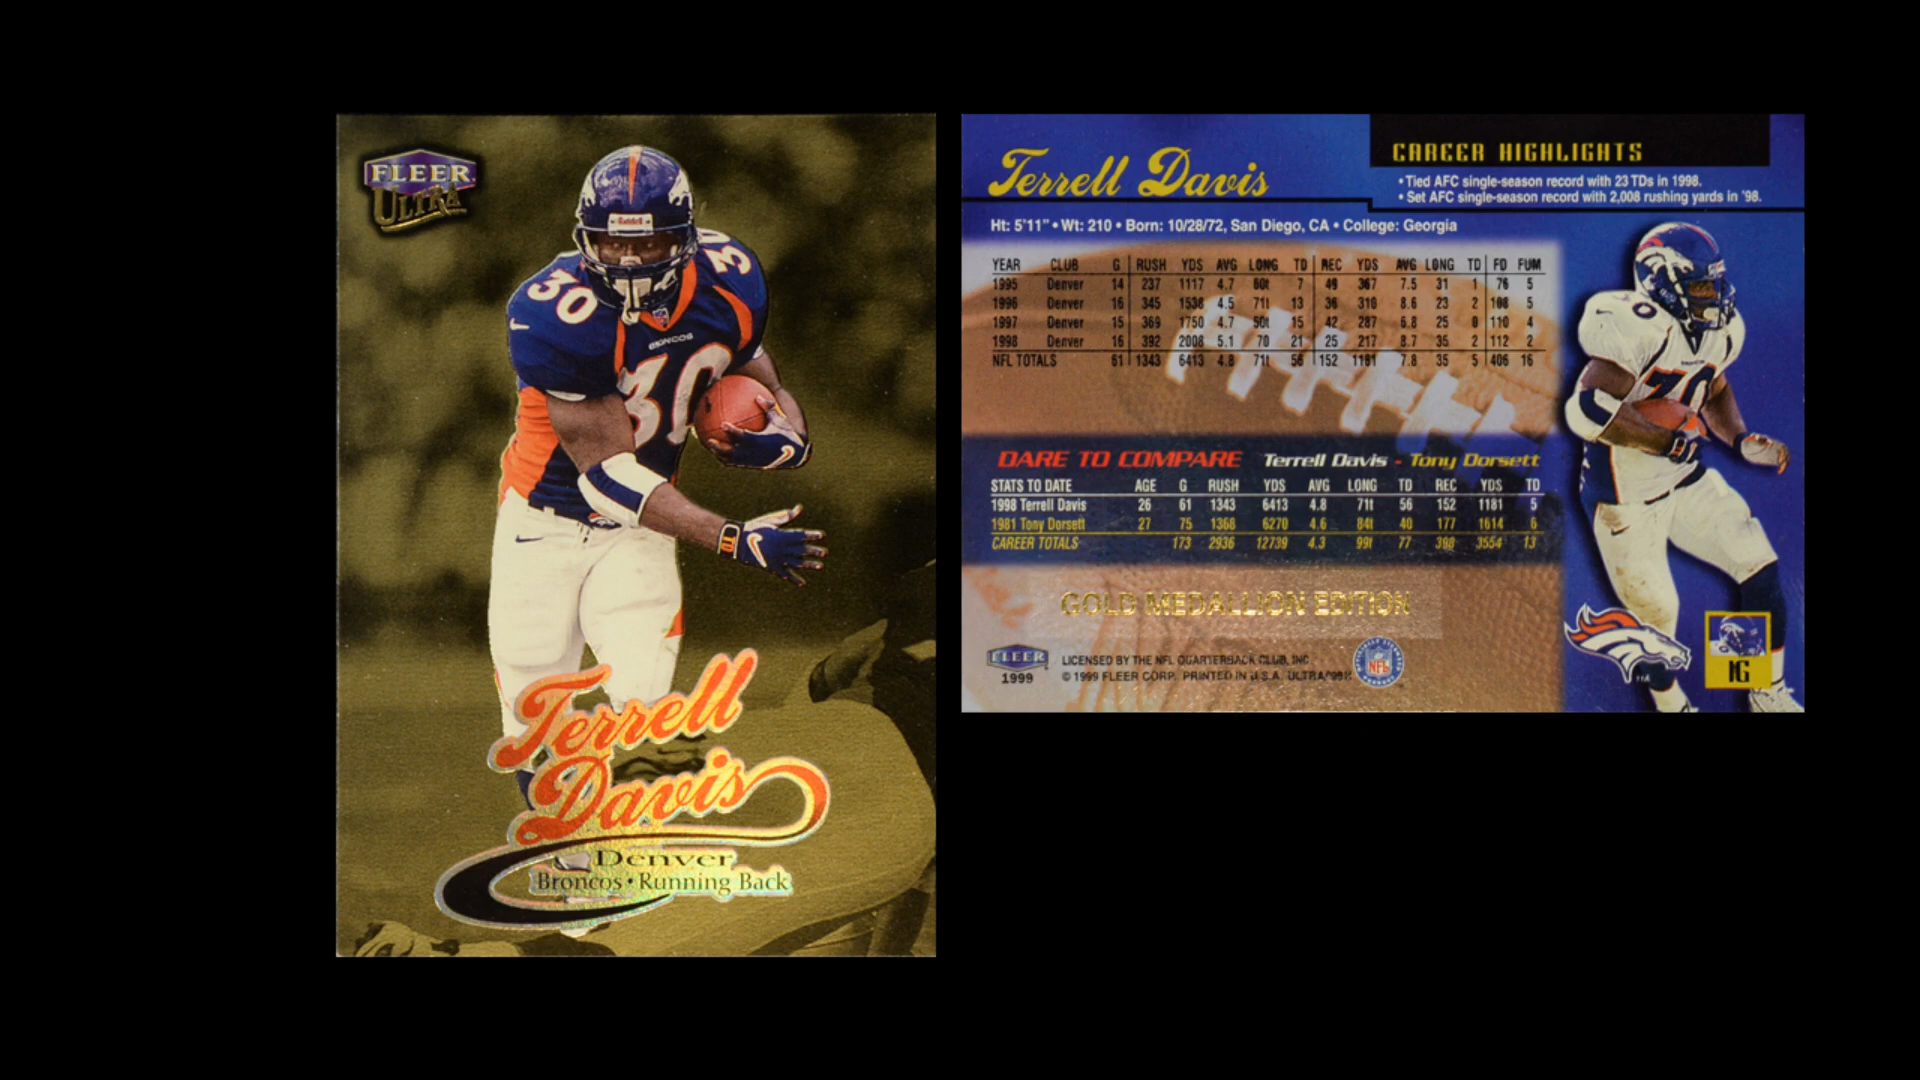 FLEER
ULTRA
Riddell
30
30
BRONCOS
30
TD
Terrell
Davis
Denver
Broncos • Running Back
Terrell Davis
CAREER HIGHLIGHTS
• Tied AFC single-season record with 23 TDs in 1998.
• Set AFC single-season record with 2,008 rushing yards in '98.
Ht: 5'11" • Wt: 210 • Born: 10/28/72, San Diego, CA • College: Georgia
YEAR CLUB G RUSH YDS AVG LONG TD REC YDS AVG LONG TD FD FUM
1995 Denver 14 237 1117 4.7 60t 7 49 367 7.5 31 1 76 5
1996 Denver 16 345 1538 4.5 71t 13 36 310 8.6 23 2 108 5
1997 Denver 15 369 1750 4.7 50t 15 42 287 6.8 25 0 110 4
1998 Denver 16 392 2008 5.1 70 21 25 217 8.7 35 2 112 2
NFL TOTALS 61 1343 6413 4.8 71t 56 152 1181 7.8 35 5 406 16
DARE TO COMPARE Terrell Davis - Tony Dorsett
STATS TO DATE AGE G RUSH YDS AVG LONG TD REC YDS TD
1998 Terrell Davis 26 61 1343 6413 4.8 71t 56 152 1181 5
1981 Tony Dorsett 27 75 1368 6270 4.6 84t 40 177 1614 6
CAREER TOTALS 173 2936 12739 4.3 99t 77 398 3554 13
GOLD MEDALLION EDITION
FLEER
1999
LICENSED BY THE NFL QUARTERBACK CLUB, INC
© 1999 FLEER CORP. PRINTED IN U.S.A. ULTRA/99
NFL
1G